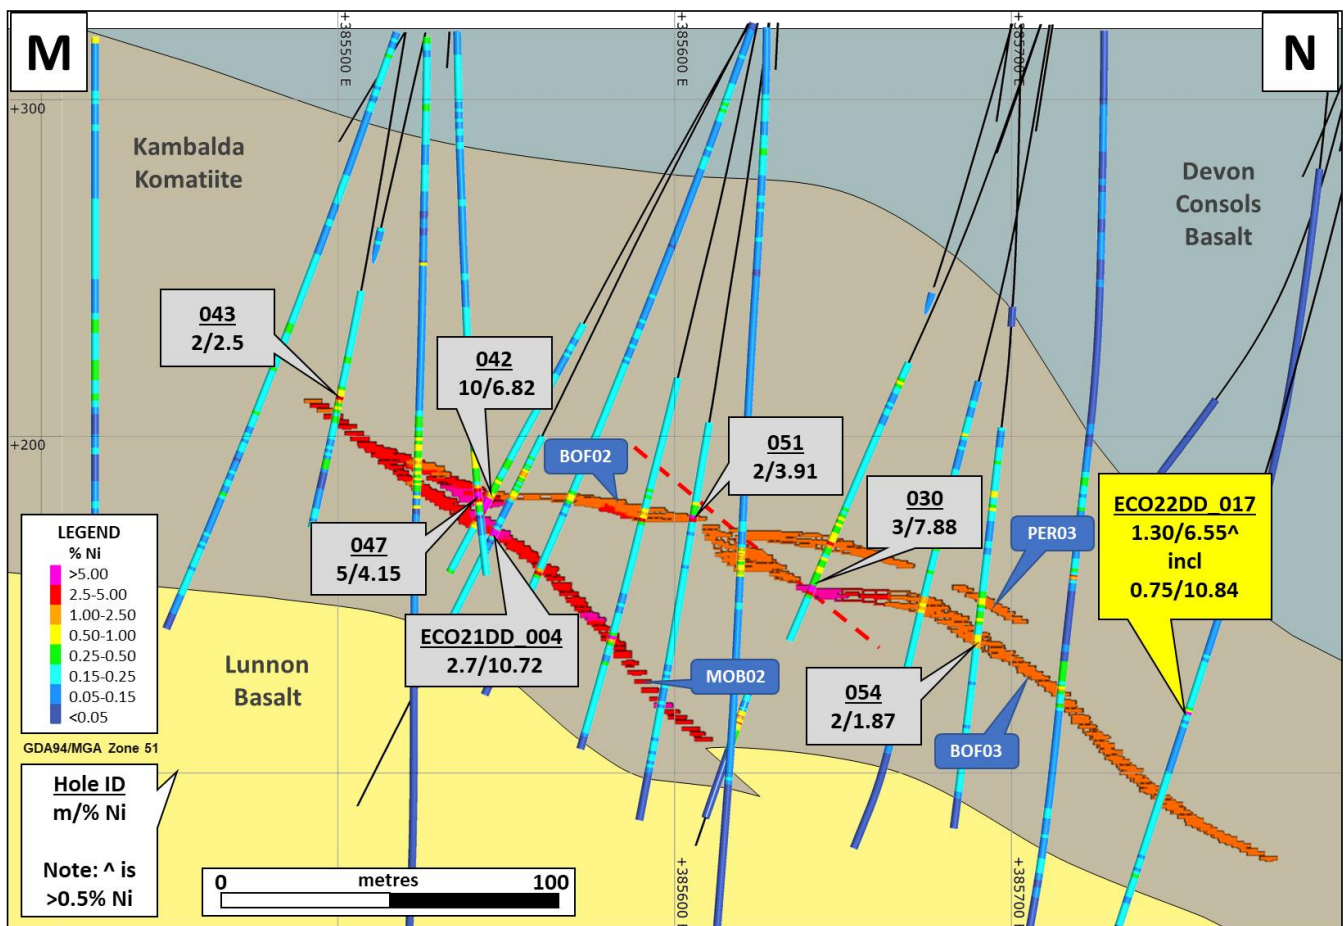 M
N
+385500 E
+385600 E
+385700 E
+300
Kambalda
Komatiite
Devon
Consols
Basalt
043
2/2.5
042
10/6.82
+200
BOF02
051
2/3.91
030
3/7.88
PER03
ECO22DD_017
1.30/6.55^
incl
0.75/10.84
LEGEND
% Ni
>5.00
2.5-5.00
1.00-2.50
0.50-1.00
0.25-0.50
0.15-0.25
0.05-0.15
<0.05
047
5/4.15
ECO21DD_004
2.7/10.72
Lunnon
Basalt
MOB02
054
2/1.87
BOF03
GDA94/MGA Zone 51
Hole ID
m/% Ni
Note: ^ is
>0.5% Ni
0 metres 100
+385600 E
+385700 E